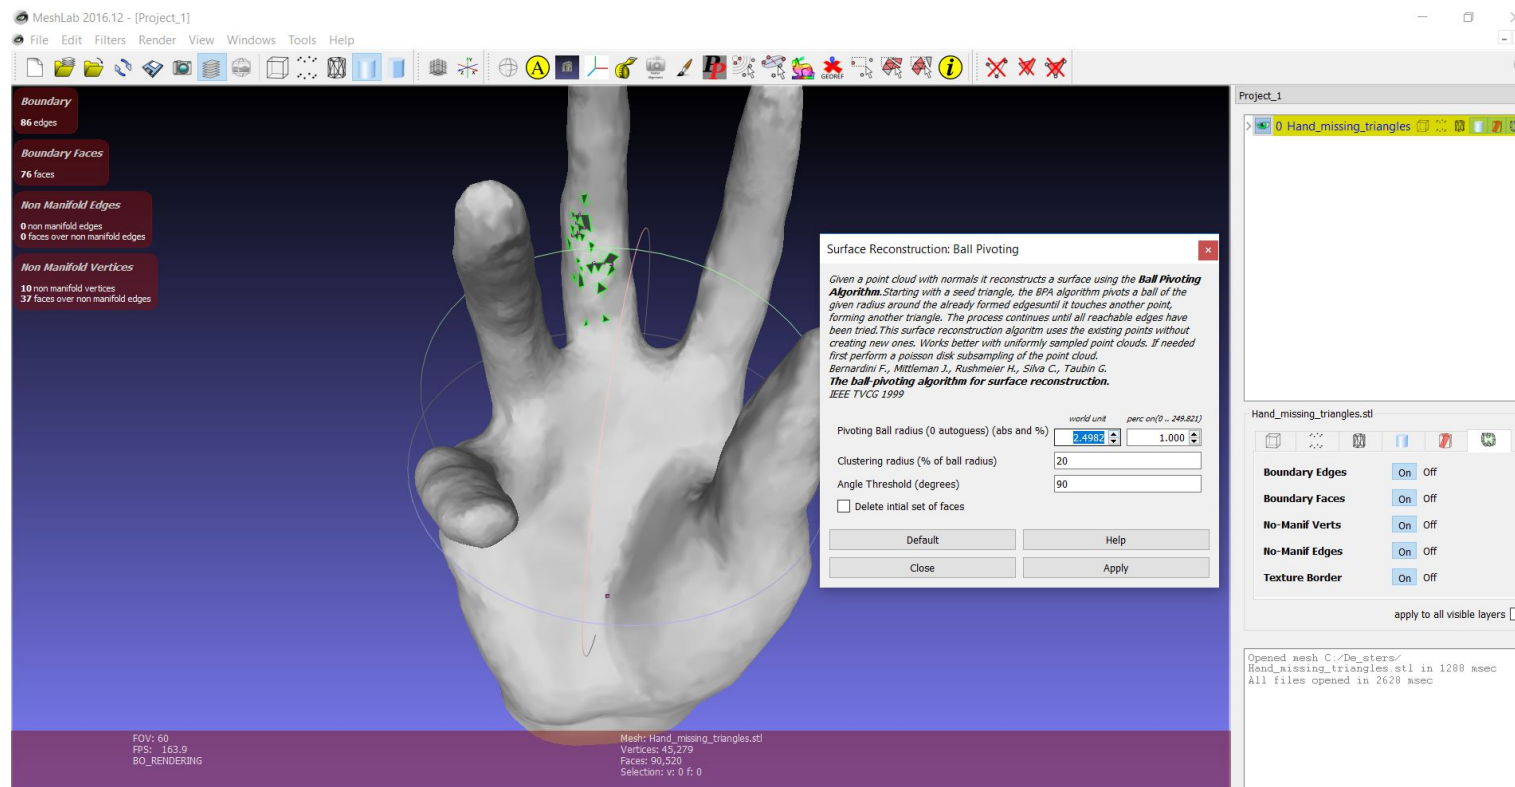 MeshLab 2016.12 - [Project_1]
File Edit Filters Render View Windows Tools Help
A
PP
GEOREF
i
Boundary
86 edges
Boundary Faces
76 faces
Non Manifold Edges
0 non manifold edges
0 faces over non manifold edges
Non Manifold Vertices
10 non manifold vertices
37 faces over non manifold edges
Surface Reconstruction: Ball Pivoting
Given a point cloud with normals it reconstructs a surface using the Ball Pivoting
Algorithm.Starting with a seed triangle, the BPA algorithm pivots a ball of the
given radius around the already formed edgesuntil it touches another point,
forming another triangle. The process continues until all reachable edges have
been tried.This surface reconstruction algoritm uses the existing points without
creating new ones. Works better with uniformly sampled point clouds. If needed
first perform a poisson disk subsampling of the point cloud.
Bernardini F., Mittleman J., Rushmeier H., Silva C., Taubin G.
The ball-pivoting algorithm for surface reconstruction.
IEEE TVCG 1999
world unit perc on(0 .. 249.821)
Pivoting Ball radius (0 autoguess) (abs and %) 2.4982 1.000
Clustering radius (% of ball radius) 20
Angle Threshold (degrees) 90
Delete intial set of faces
Default Help
Close Apply
Project_1
0 Hand_missing_triangles
Hand_missing_triangles.stl
Boundary Edges On Off
Boundary Faces On Off
No-Manif Verts On Off
No-Manif Edges On Off
Texture Border On Off
apply to all visible layers
Opened mesh C:/De_sters/
Hand_missing_triangles.stl in 1288 msec
All files opened in 2628 msec
FOV: 60
FPS: 163.9
BO_RENDERING
Mesh: Hand_missing_triangles.stl
Vertices: 45,279
Faces: 90,520
Selection: v: 0 f: 0